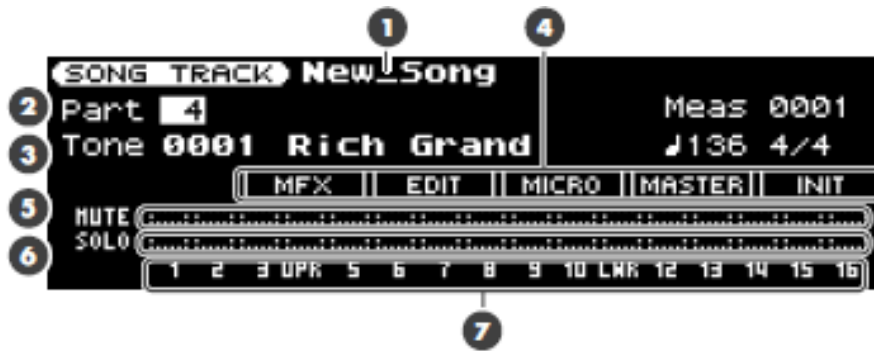 1 4
SONG TRACK New_Song
2 Part 4 Meas 0001
3 Tone 0001 Rich Grand ♩136 4/4
MFX EDIT MICRO MASTER INIT
5 MUTE
6 SOLO
1 2 3 UPR 5 6 7 8 9 10 LWR 12 13 14 15 16
7